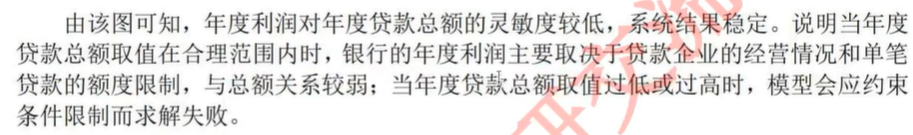 由该图可知，年度利润对年度贷款总额的灵敏度较低，系统结果稳定。说明当年度
贷款总额取值在合理范围内时，银行的年度利润主要取决于贷款企业的经营情况和单笔
贷款的额度限制，与总额关系较弱；当年度贷款总额取值过低或过高时，模型会应约束
条件限制而求解失败。
研交流